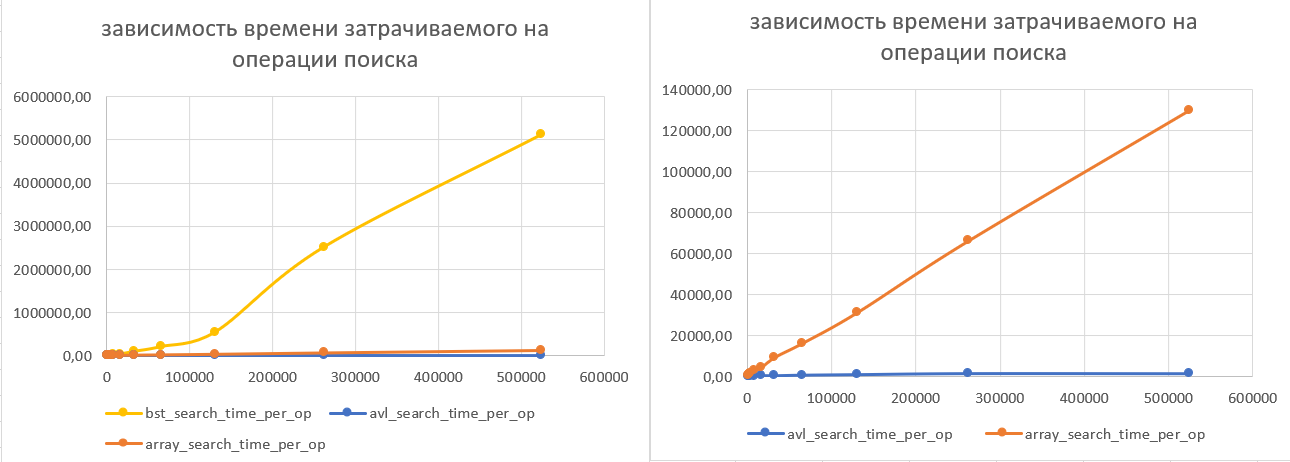 зависимость времени затрачиваемого на
операции поиска
6000000,00
5000000,00
4000000,00
3000000,00
2000000,00
1000000,00
0,00
0 100000 200000 300000 400000 500000 600000
bst_search_time_per_op avl_search_time_per_op
array_search_time_per_op
зависимость времени затрачиваемого на
операции поиска
140000,00
120000,00
100000,00
80000,00
60000,00
40000,00
20000,00
0,00
0 100000 200000 300000 400000 500000 600000
avl_search_time_per_op array_search_time_per_op